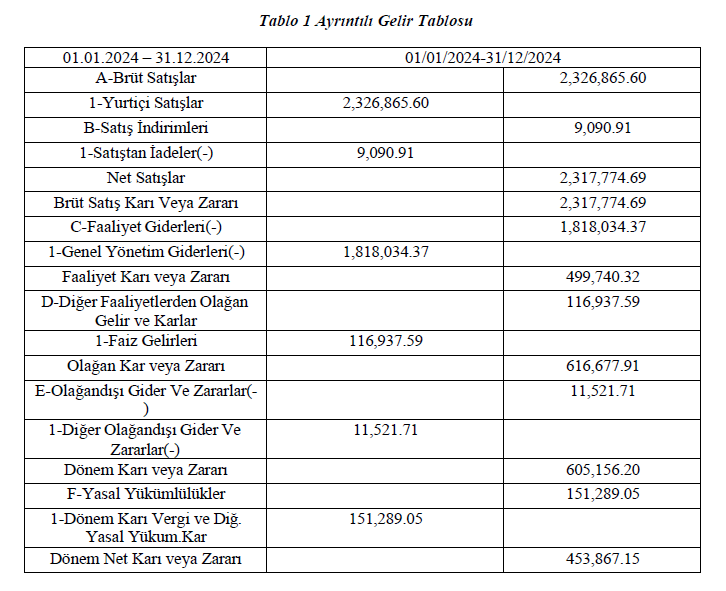 Tablo 1 Ayrıntılı Gelir Tablosu
01.01.2024 – 31.12.2024 01/01/2024-31/12/2024
A-Brüt Satışlar 2,326,865.60
1-Yurtiçi Satışlar 2,326,865.60
B-Satış İndirimleri 9,090.91
1-Satıştan İadeler(-) 9,090.91
Net Satışlar 2,317,774.69
Brüt Satış Karı Veya Zararı 2,317,774.69
C-Faaliyet Giderleri(-) 1,818,034.37
1-Genel Yönetim Giderleri(-) 1,818,034.37
Faaliyet Karı veya Zararı 499,740.32
D-Diğer Faaliyetlerden Olağan 116,937.59
Gelir ve Karlar
1-Faiz Gelirleri 116,937.59
Olağan Kar veya Zararı 616,677.91
E-Olağandışı Gider Ve Zararlar(- 11,521.71
)
1-Diğer Olağandışı Gider Ve 11,521.71
Zararlar(-)
Dönem Karı veya Zararı 605,156.20
F-Yasal Yükümlülükler 151,289.05
1-Dönem Karı Vergi ve Diğ. 151,289.05
Yasal Yüküm.Kar
Dönem Net Karı veya Zararı 453,867.15